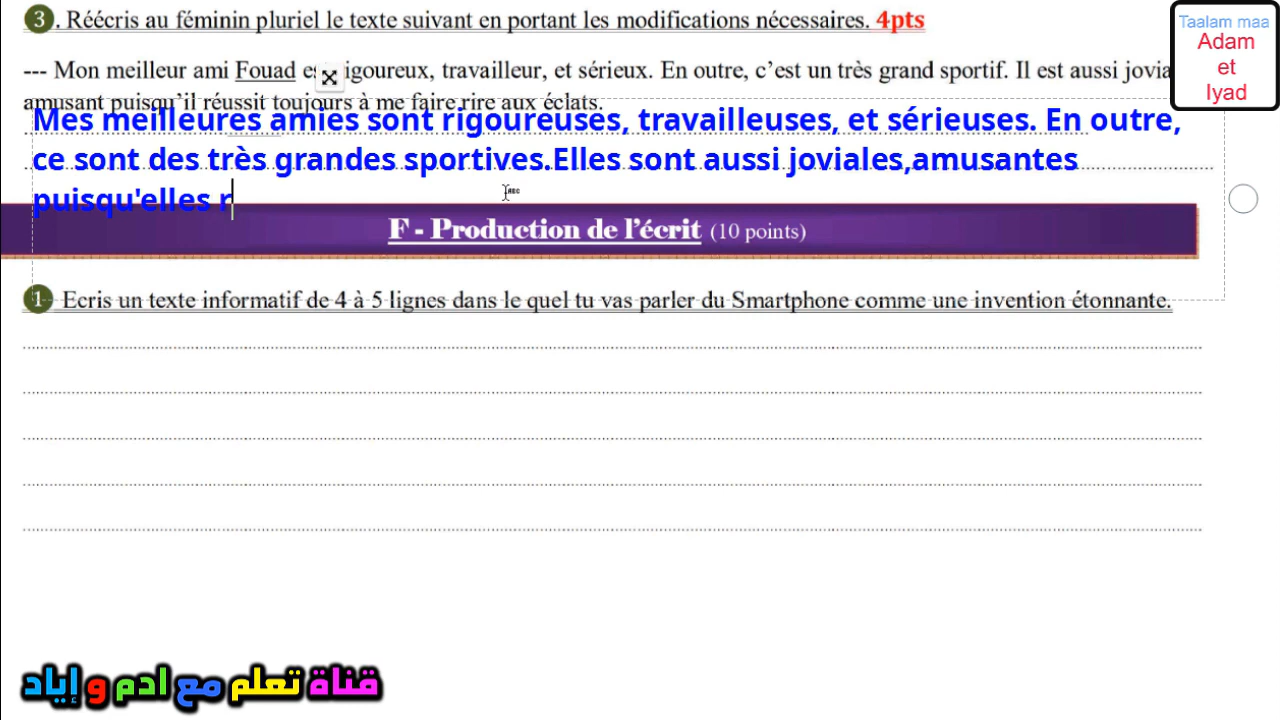 3. Réécris au féminin pluriel le texte suivant en portant les modifications nécessaires. 4pts
Taalam maa
Adam
et
Iyad
--- Mon meilleur ami Fouad es igoureux, travailleur, et sérieux. En outre, c’est un très grand sportif. Il est aussi jovia
amusant puisqu’il réussit toujours à me faire rire aux éclats.
Mes meilleures amies sont rigoureuses, travailleuses, et sérieuses. En outre,
ce sont des très grandes sportives.Elles sont aussi joviales,amusantes
puisqu'elles r
F - Production de l’écrit (10 points)
1 Ecris un texte informatif de 4 à 5 lignes dans le quel tu vas parler du Smartphone comme une invention étonnante.
قناة تعلم مع ادم و إياد